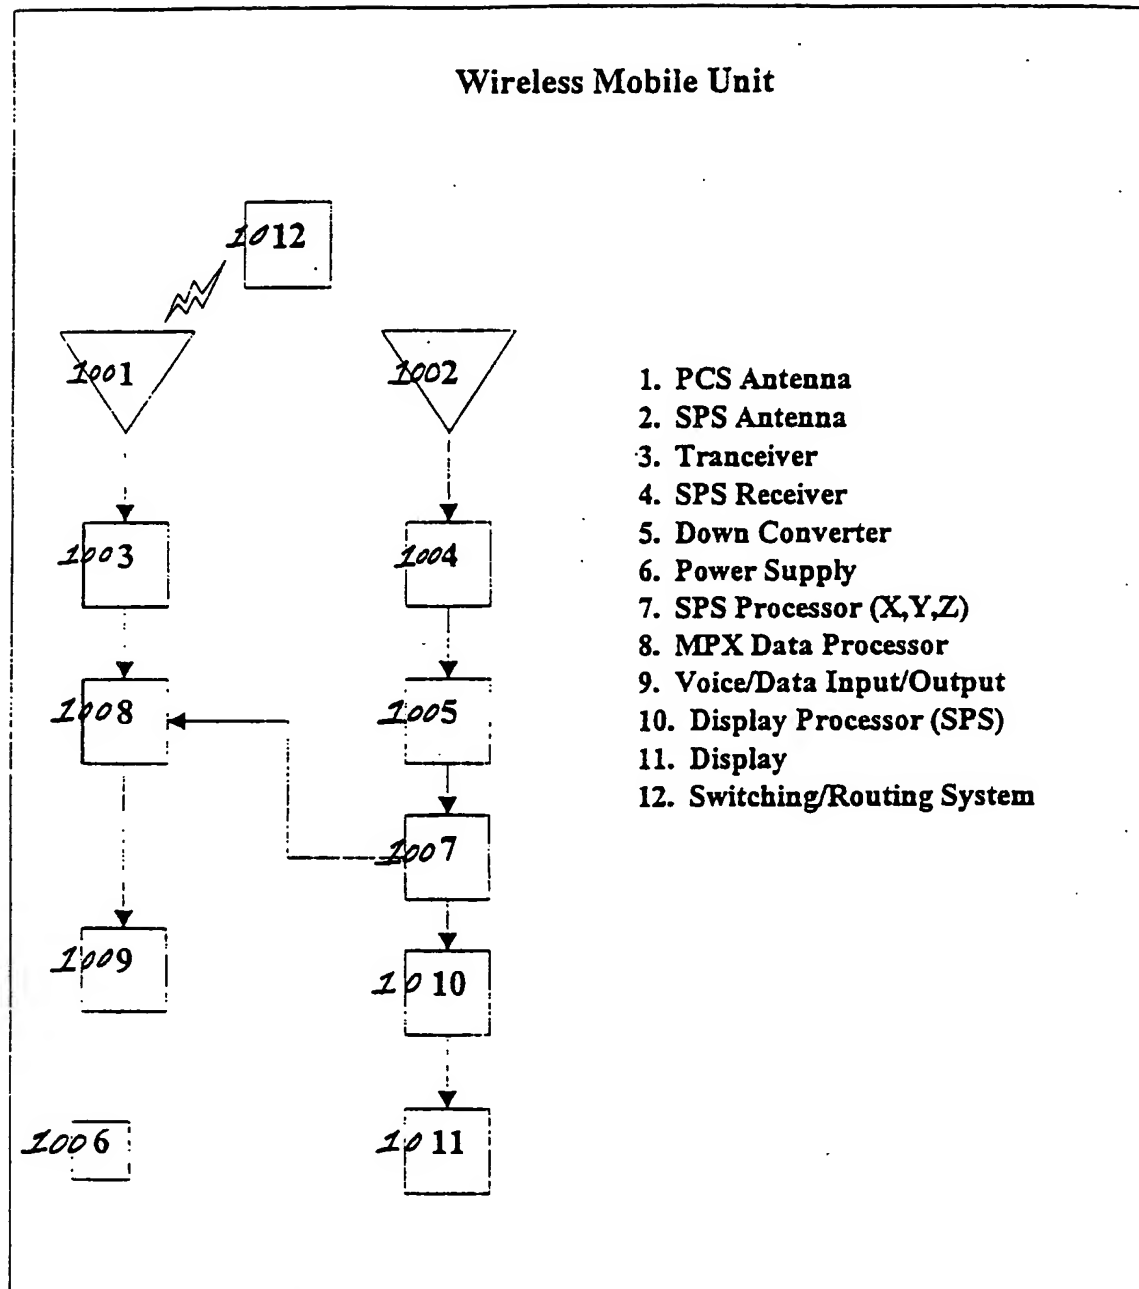 Wireless Mobile Unit
1012
1001
1002
1. PCS Antenna
2. SPS Antenna
3. Tranceiver
4. SPS Receiver
5. Down Converter
6. Power Supply
7. SPS Processor (X,Y,Z)
8. MPX Data Processor
9. Voice/Data Input/Output
10. Display Processor (SPS)
11. Display
12. Switching/Routing System
1003
1004
1008
1005
1007
1009
1010
1006
1011